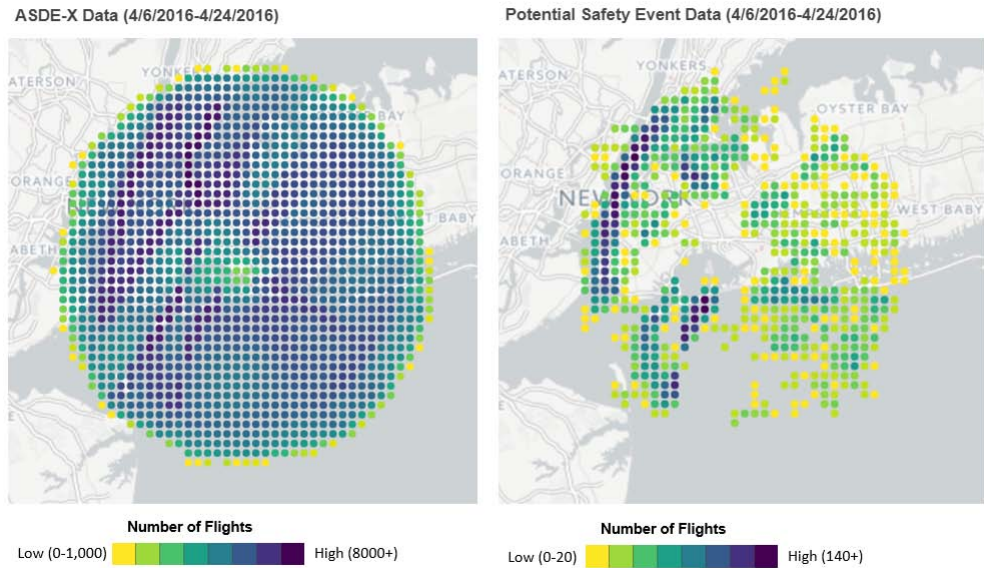 ASDE-X Data (4/6/2016-4/24/2016)
Potential Safety Event Data (4/6/2016-4/24/2016)
ATERSON
YONKE
BAY
ORANGE
NEW YORK
ABETH
T BABY
Number of Flights
Low (0-1,000)
High (8000+)
ATERSON
YONKERS
OYSTER BAY
ORANGE
NEW YORK
WEST BABY
ABETH
Number of Flights
Low (0-20)
High (140+)